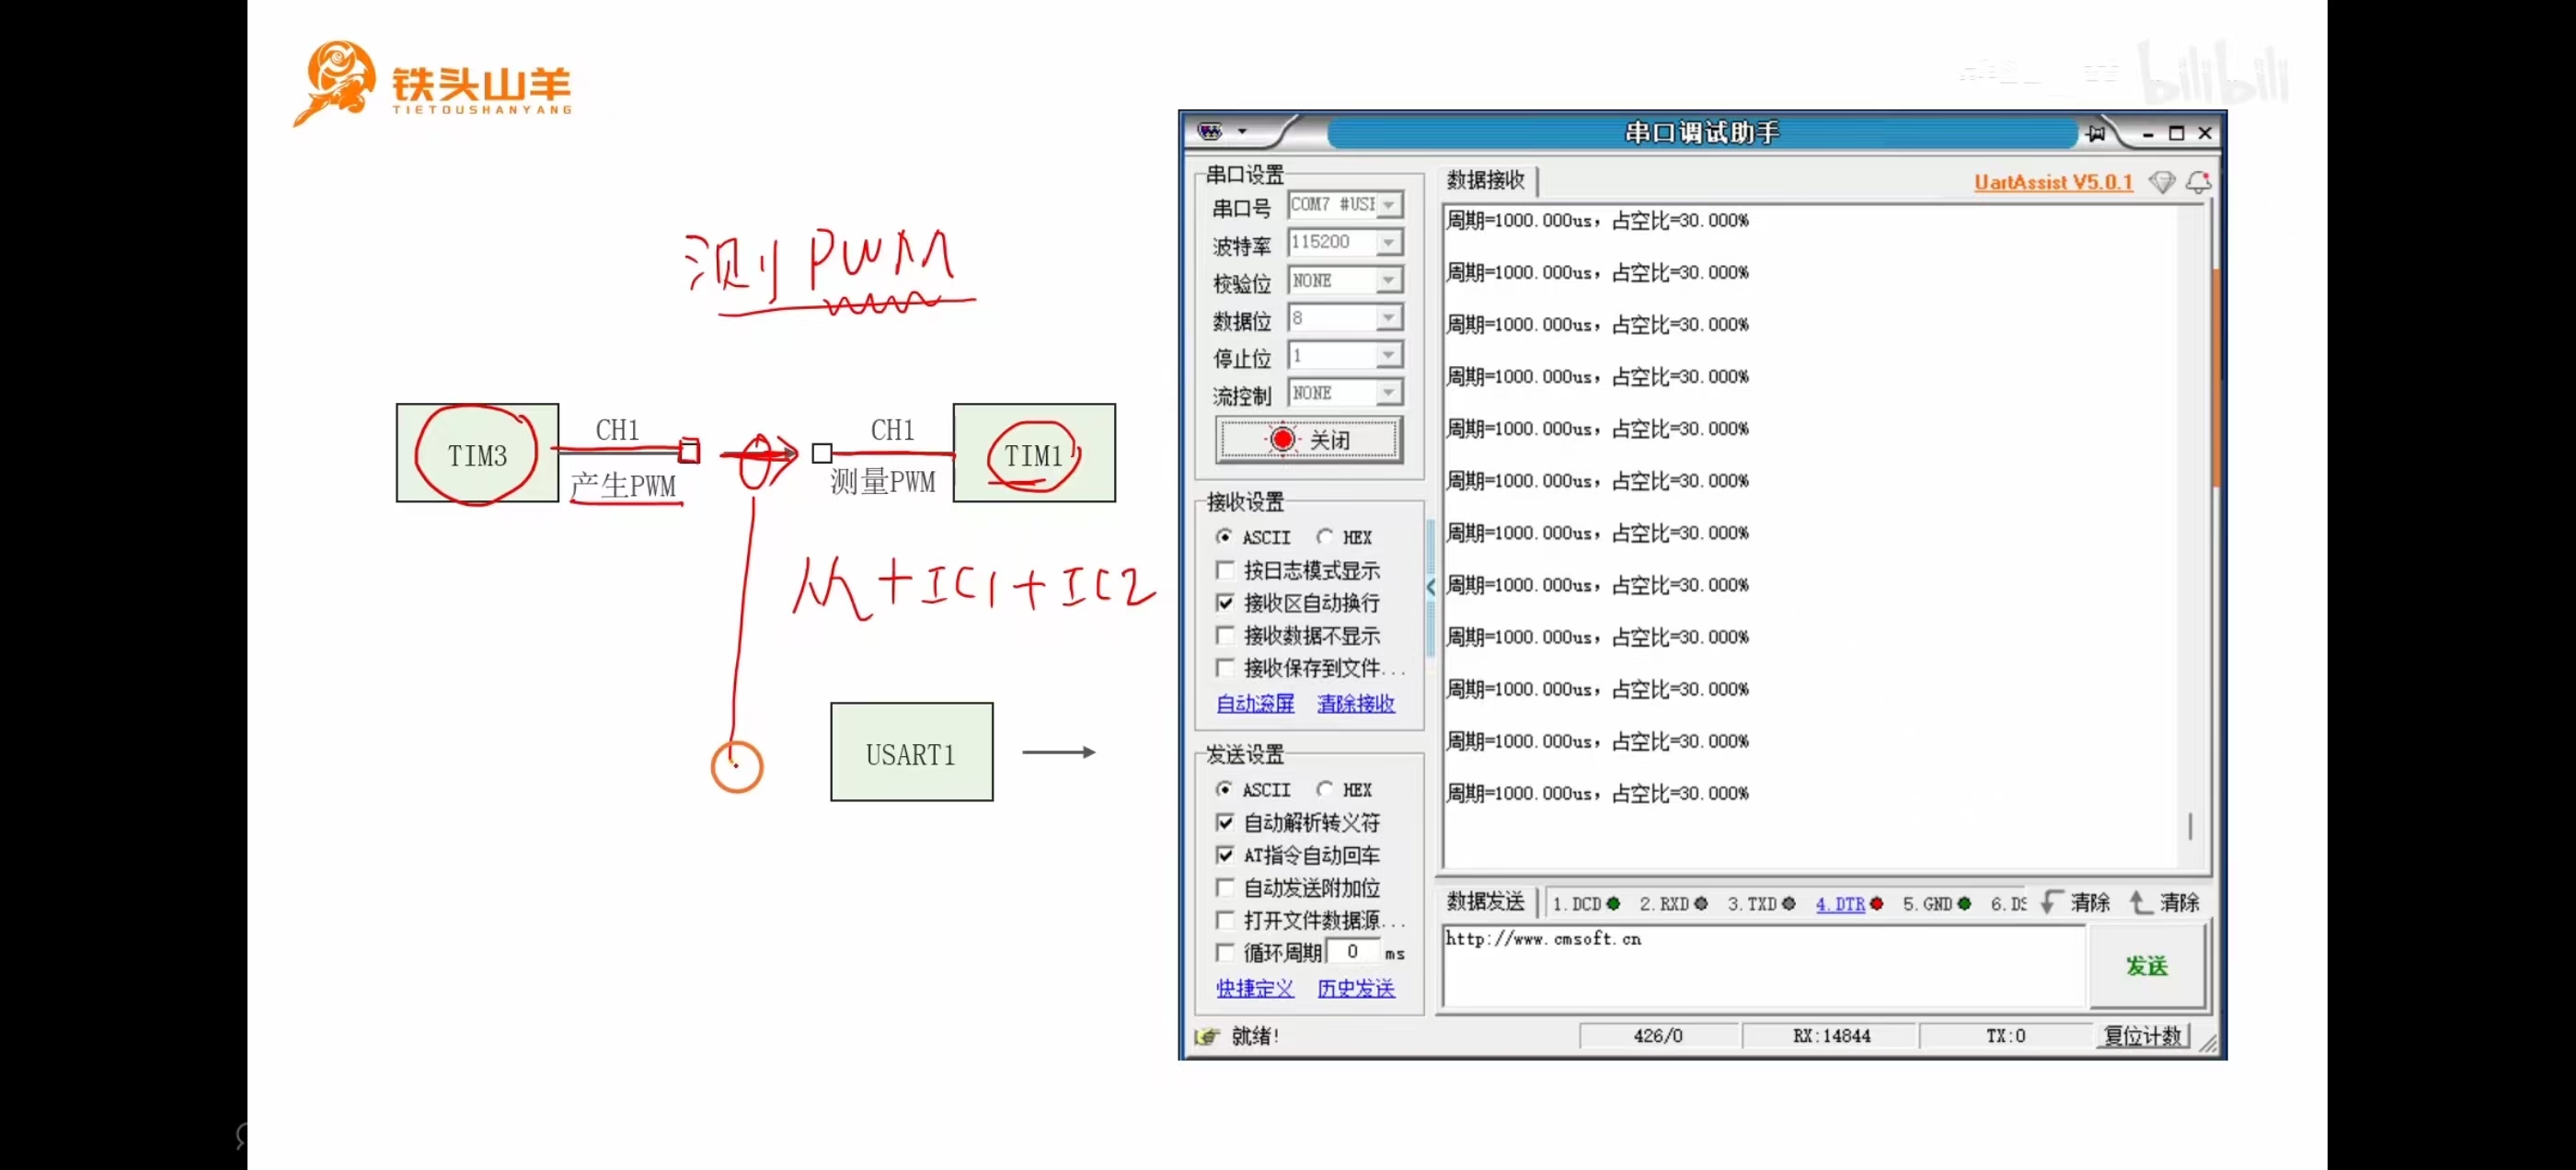 铁头山羊
TIETOUSHANYANG
bilibili
测PWM
TIM3
CH1
产生PWM
CH1
测量PWM
TIM1
从+IC1+IC2
USART1
串口调试助手
串口设置
串口号 COM7 #USI
波特率 115200
校验位 NONE
数据位 8
停止位 1
流控制 NONE
关闭
接收设置
ASCII HEX
按日志模式显示
接收区自动换行
接收数据不显示
接收保存到文件...
自动滚屏 清除接收
发送设置
ASCII HEX
自动解析转义符
AT指令自动回车
自动发送附加位
打开文件数据源...
循环周期 0 ms
快捷定义 历史发送
数据接收
UartAssist V5.0.1
周期=1000.000us，占空比=30.000%
周期=1000.000us，占空比=30.000%
周期=1000.000us，占空比=30.000%
周期=1000.000us，占空比=30.000%
周期=1000.000us，占空比=30.000%
周期=1000.000us，占空比=30.000%
周期=1000.000us，占空比=30.000%
周期=1000.000us，占空比=30.000%
周期=1000.000us，占空比=30.000%
周期=1000.000us，占空比=30.000%
周期=1000.000us，占空比=30.000%
周期=1000.000us，占空比=30.000%
数据发送 1.DCD 2.RXD 3.TXD 4.DTR 5.GND 6.DS 清除 清除
http://www.cmsoft.cn
发送
就绪! 426/0 RX:14844 TX:0 复位计数